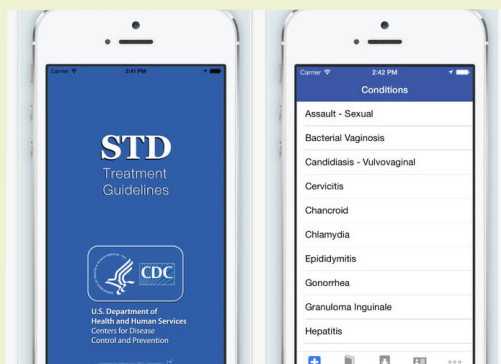 Carrier 2:41 PM
STD
Treatment
Guidelines
CDC
U.S. Department of
Health and Human Services
Centers for Disease
Control and Prevention
Carrier 2:42 PM
Conditions
Assault - Sexual
Bacterial Vaginosis
Candidiasis - Vulvovaginal
Cervicitis
Chancroid
Chlamydia
Epididymitis
Gonorrhea
Granuloma Inguinale
Hepatitis